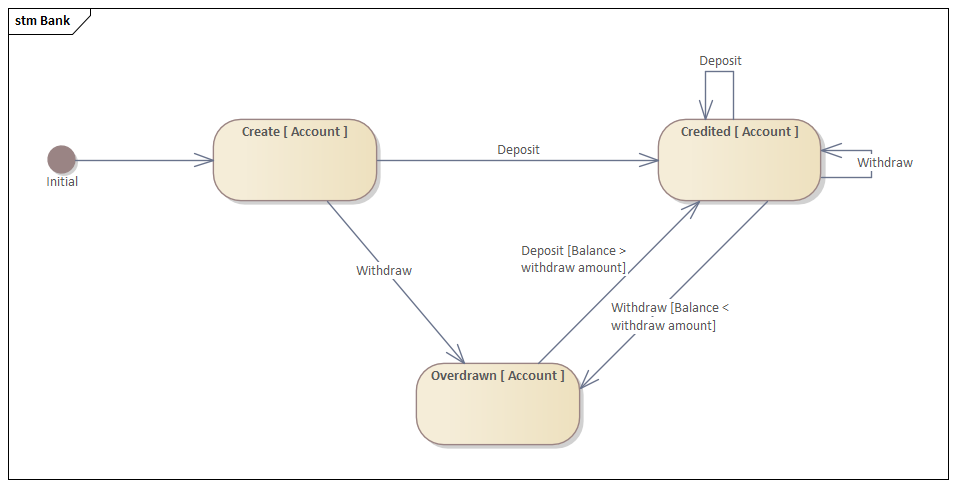 stm Bank
Deposit
Create [ Account ]
Credited [ Account ]
Deposit
Withdraw
Initial
Deposit [Balance >
withdraw amount]
Withdraw
Withdraw [Balance <
withdraw amount]
Overdrawn [ Account ]